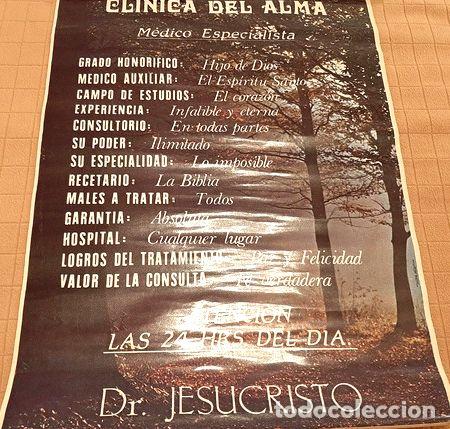 CLINICA DEL ALMA
Médico Especialista
GRADO HONORIFICO: Hijo de Dios
MEDICO AUXILIAR: El Espíritu Santo
CAMPO DE ESTUDIOS: El corazón
EXPERIENCIA: Infalible y eterna
CONSULTORIO: En todas partes
SU PODER: Ilimilado
SU ESPECIALIDAD: Lo imposible
RECETARIO: La Biblia
MALES A TRATAR: Todos
GARANTIA: Absoluta
HOSPITAL: Cualquier lugar
LOGROS DEL TRATAMIENTO: Paz y Felicidad
VALOR DE LA CONSULTA: Fé verdadera
ATENCION
LAS 24 HRS DEL DIA.
Dr. JESUCRISTO
todocoleccion